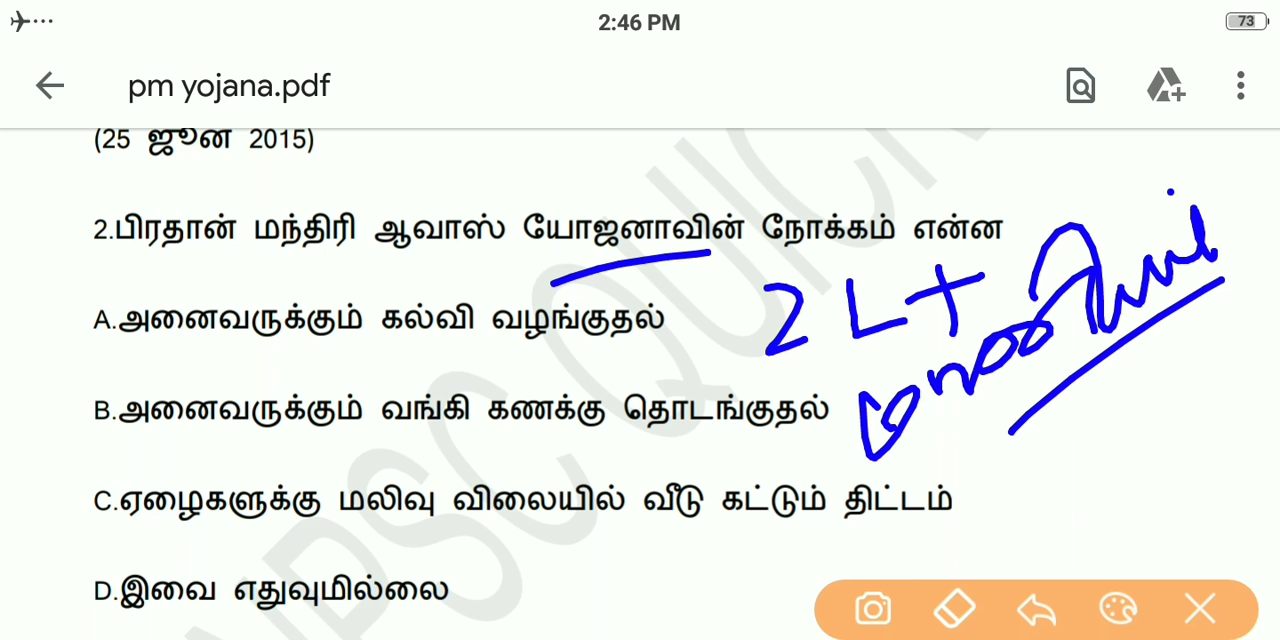 2:46 PM
73
pm yojana.pdf
(25 ஜூன் 2015)
2.பிரதான் மந்திரி ஆவாஸ் யோஜனாவின் நோக்கம் என்ன
A.அனைவருக்கும் கல்வி வழங்குதல்
2 L+
B.அனைவருக்கும் வங்கி கணக்கு தொடங்குதல்
C.ஏழைகளுக்கு மலிவு விலையில் வீடு கட்டும் திட்டம்
D.இவை எதுவுமில்லை